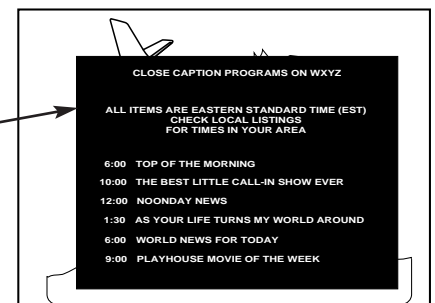 CLOSE CAPTION PROGRAMS ON WXYZ
ALL ITEMS ARE EASTERN STANDARD TIME (EST)
CHECK LOCAL LISTINGS
FOR TIMES IN YOUR AREA
6:00 TOP OF THE MORNING
10:00 THE BEST LITTLE CALL-IN SHOW EVER
12:00 NOONDAY NEWS
1:30 AS YOUR LIFE TURNS MY WORLD AROUND
6:00 WORLD NEWS FOR TODAY
9:00 PLAYHOUSE MOVIE OF THE WEEK